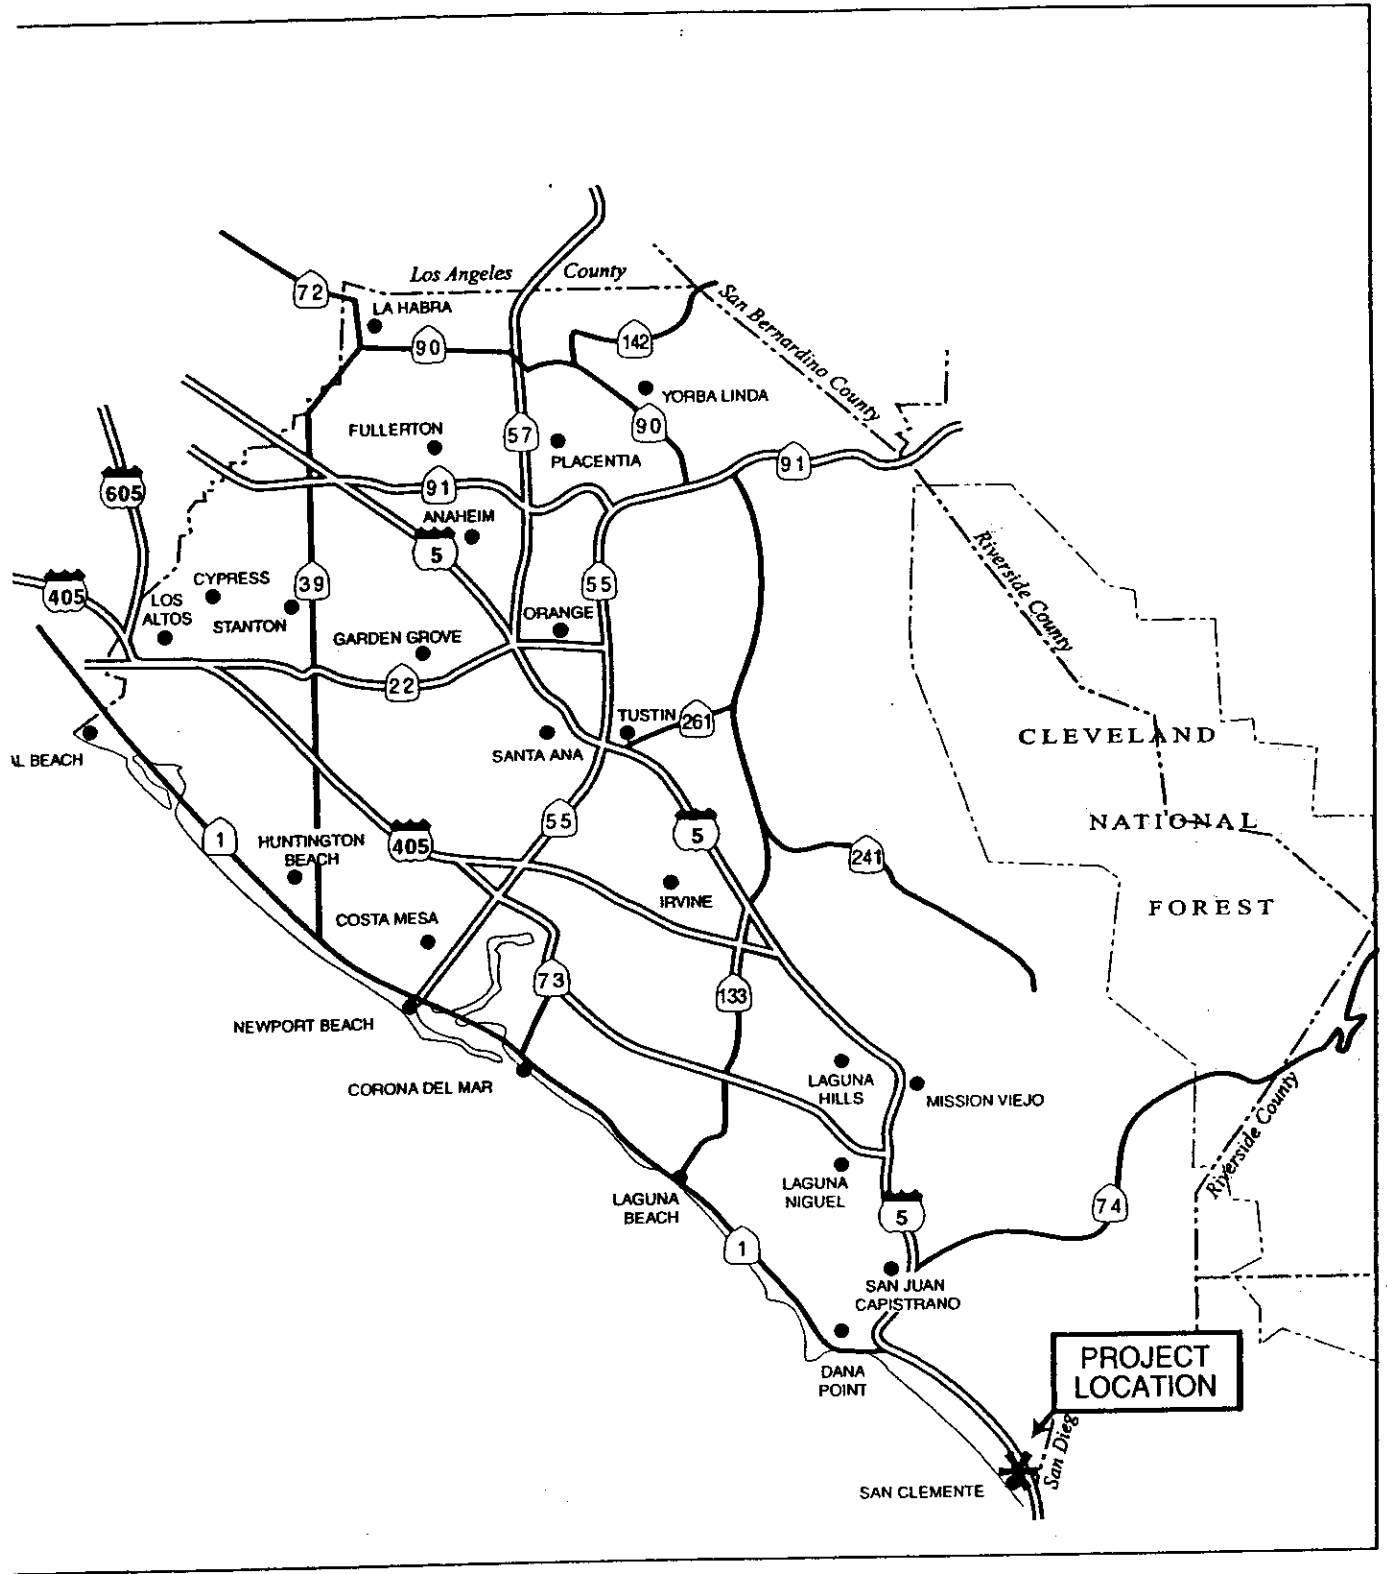 Los Angeles County
72
LA HABRA
90
142
San Bernardino County
YORBA LINDA
FULLERTON
57
90
PLACENTIA
91
605
91
ANAHEIM
5
Riverside County
405
CYPRESS
39
55
LOS
ALTOS
STANTON
ORANGE
GARDEN GROVE
22
TUSTIN
261
SANTA ANA
CLEVELAND
NATIONAL
FOREST
AL BEACH
1
HUNTINGTON
BEACH
405
55
5
241
IRVINE
COSTA MESA
73
133
NEWPORT BEACH
CORONA DEL MAR
LAGUNA
HILLS
MISSION VIEJO
Riverside County
LAGUNA
NIGUEL
LAGUNA
BEACH
5
74
1
SAN JUAN
CAPISTRANO
DANA
POINT
PROJECT
LOCATION
San Dieg
SAN CLEMENTE